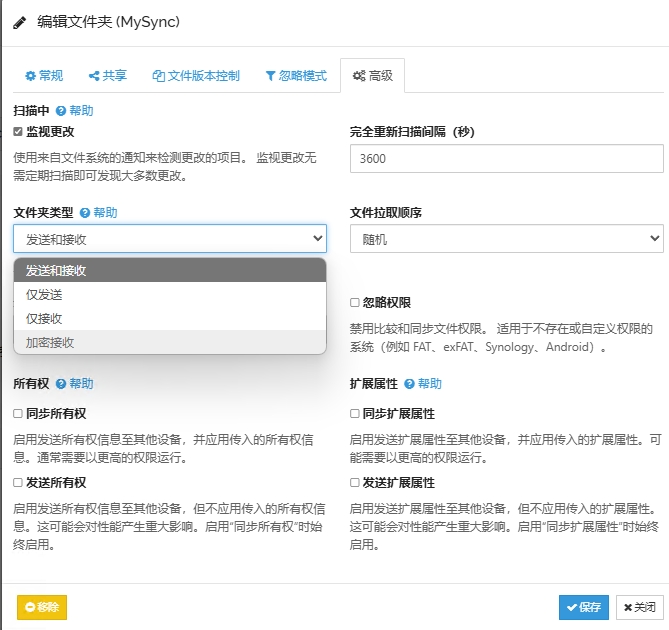 编辑文件夹 (MySync)
常规 共享 文件版本控制 忽略模式 高级
扫描中 帮助
监视更改
使用来自文件系统的通知来检测更改的项目。 监视更改无
需定期扫描即可发现大多数更改。
完全重新扫描间隔（秒）
3600
文件夹类型 帮助
发送和接收
发送和接收
仅发送
仅接收
加密接收
文件拉取顺序
随机
忽略权限
禁用比较和同步文件权限。 适用于不存在或自定义权限的
系统（例如 FAT、exFAT、Synology、Android）。
所有权 帮助
同步所有权
启用发送所有权信息至其他设备，并应用传入的所有权信
息。通常需要以更高的权限运行。
发送所有权
启用发送所有权信息至其他设备，但不应用传入的所有权信
息。这可能会对性能产生重大影响。启用“同步所有权”时始
终启用。
扩展属性 帮助
同步扩展属性
启用发送扩展属性至其他设备，并应用传入的扩展属性。可
能需要以更高的权限运行。
发送扩展属性
启用发送扩展属性至其他设备，但不应用传入的扩展属性。
这可能会对性能产生重大影响。启用“同步扩展属性”时始终
启用。
移除
保存 关闭